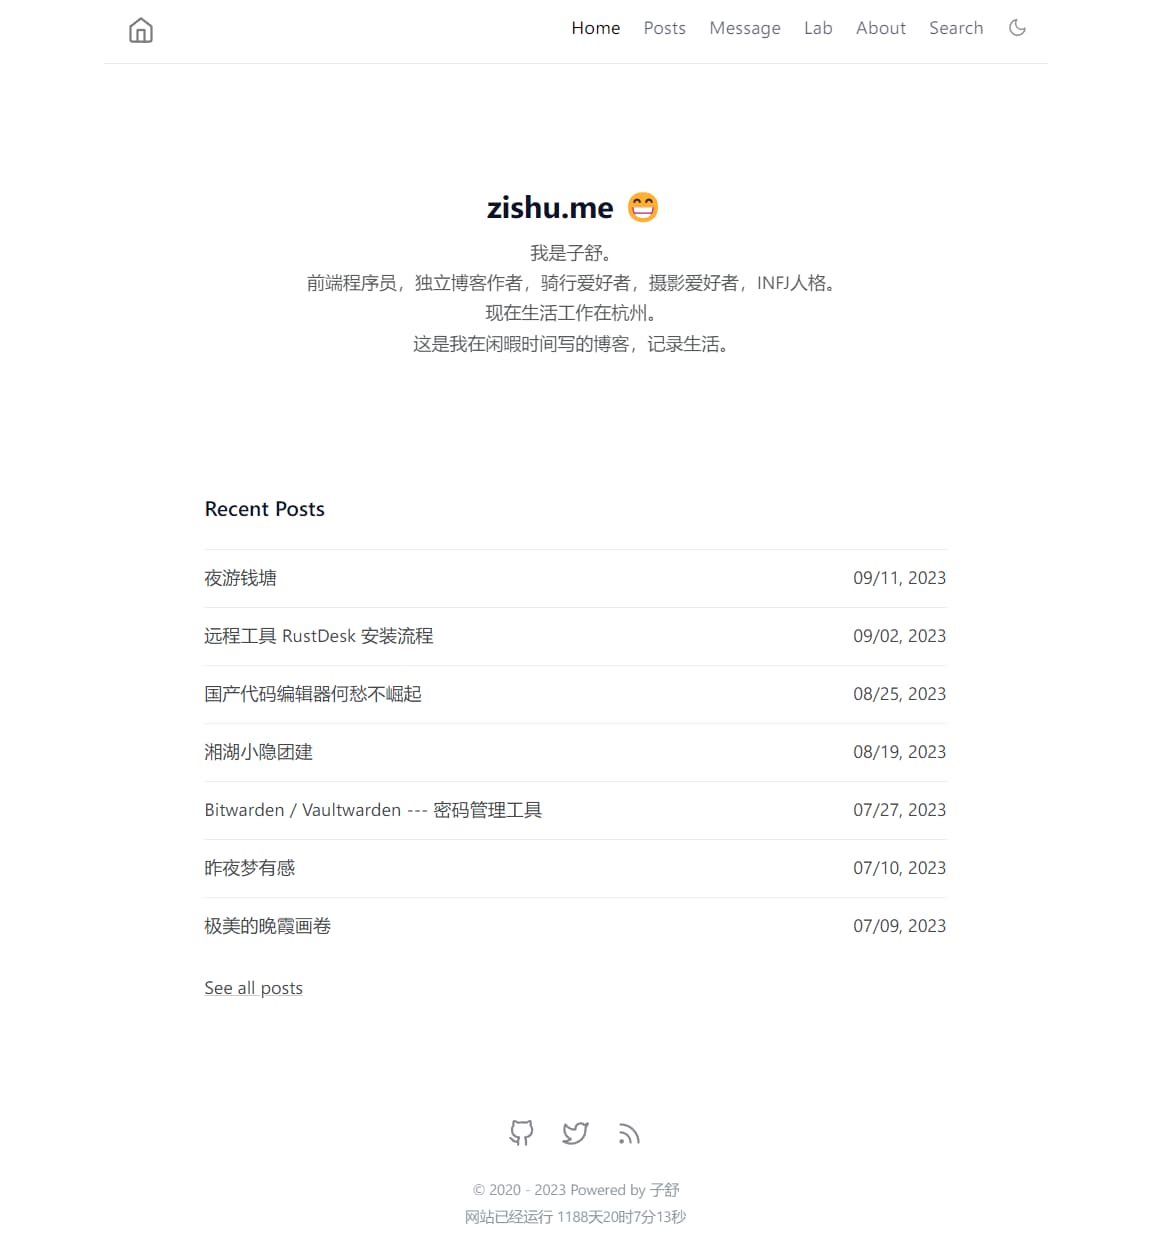 Home Posts Message Lab About Search
zishu.me 😁
我是子舒。
前端程序员，独立博客作者，骑行爱好者，摄影爱好者，INFJ人格。
现在生活工作在杭州。
这是我在闲暇时间写的博客，记录生活。
Recent Posts
夜游钱塘 09/11, 2023
远程工具 RustDesk 安装流程 09/02, 2023
国产代码编辑器何愁不崛起 08/25, 2023
湘湖小隐团建 08/19, 2023
Bitwarden / Vaultwarden --- 密码管理工具 07/27, 2023
昨夜梦有感 07/10, 2023
极美的晚霞画卷 07/09, 2023
See all posts
© 2020 - 2023 Powered by 子舒
网站已经运行 1188天20时7分13秒